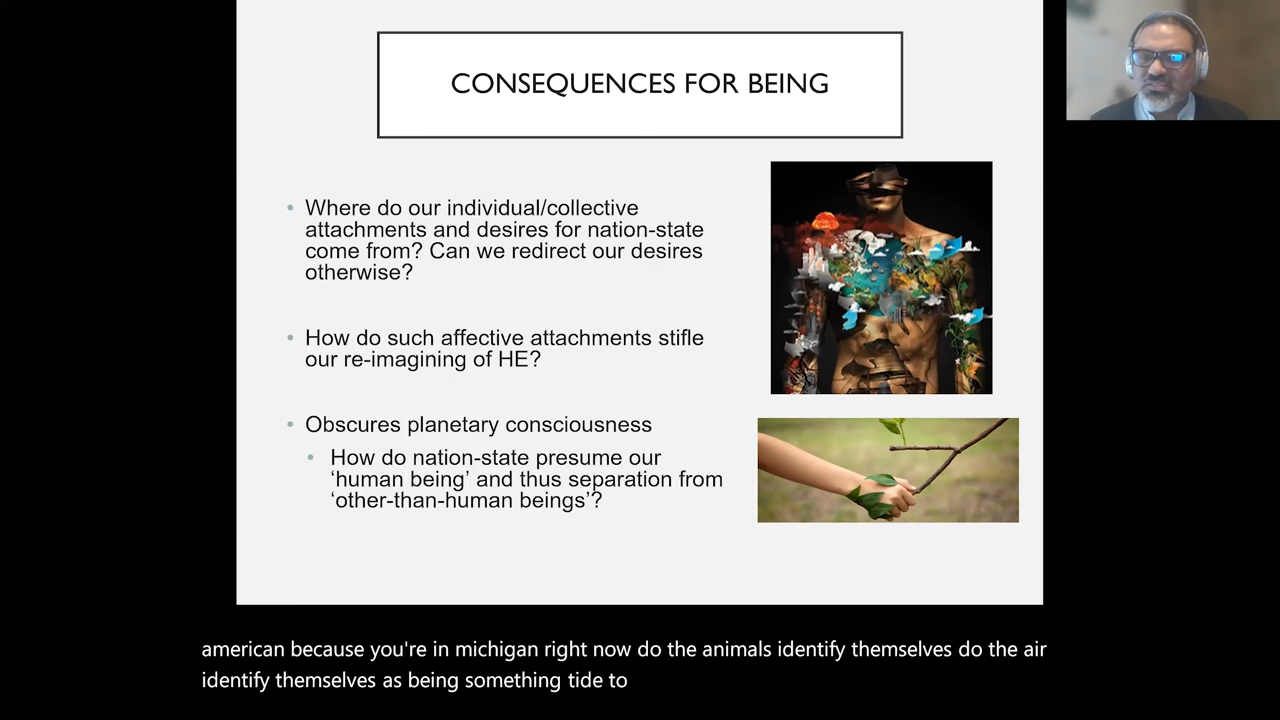 CONSEQUENCES FOR BEING
• Where do our individual/collective
attachments and desires for nation-state
come from? Can we redirect our desires
otherwise?
• How do such affective attachments stifle
our re-imagining of HE?
• Obscures planetary consciousness
• How do nation-state presume our
‘human being’ and thus separation from
‘other-than-human beings’?
american because you're in michigan right now do the animals identify themselves do the air
identify themselves as being something tide to